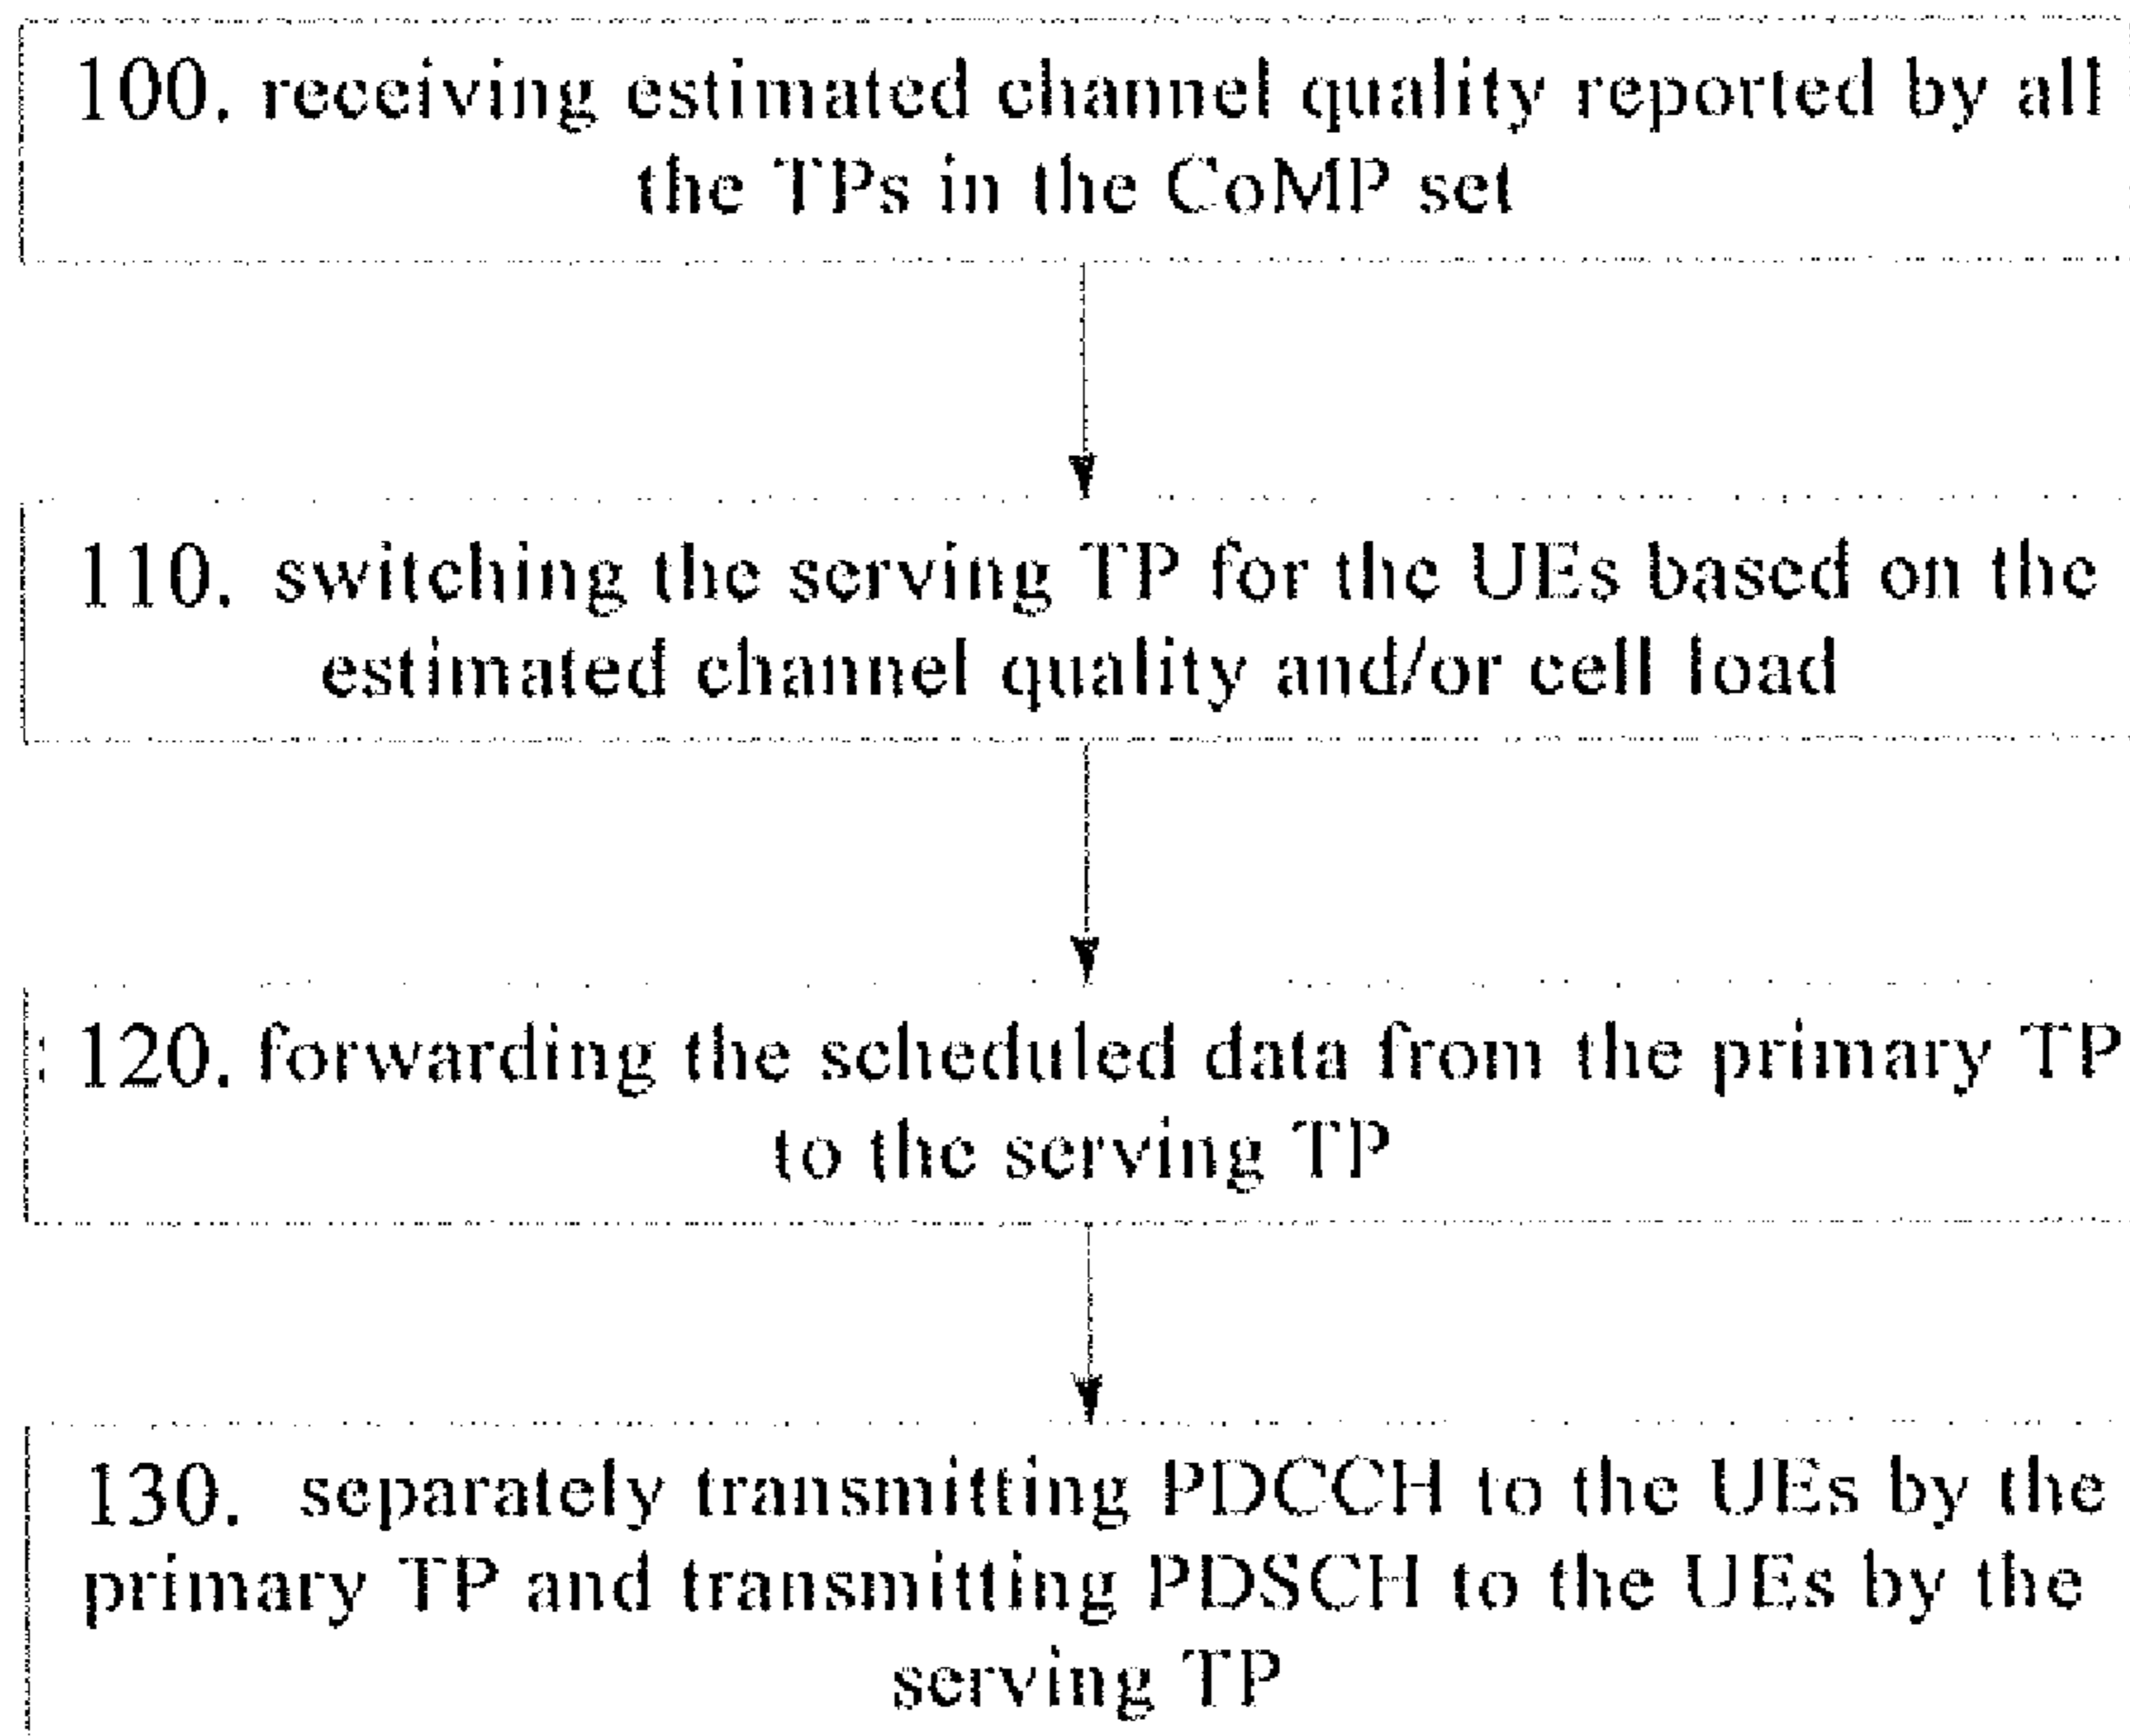 100. receiving estimated channel quality reported by all
the TPs in the CoMP set
110. switching the serving TP for the UEs based on the
estimated channel quality and/or cell load
120. forwarding the scheduled data from the primary TP
to the serving TP
130. separately transmitting PDCCH to the UEs by the
primary TP and transmitting PDSCH to the UEs by the
serving TP